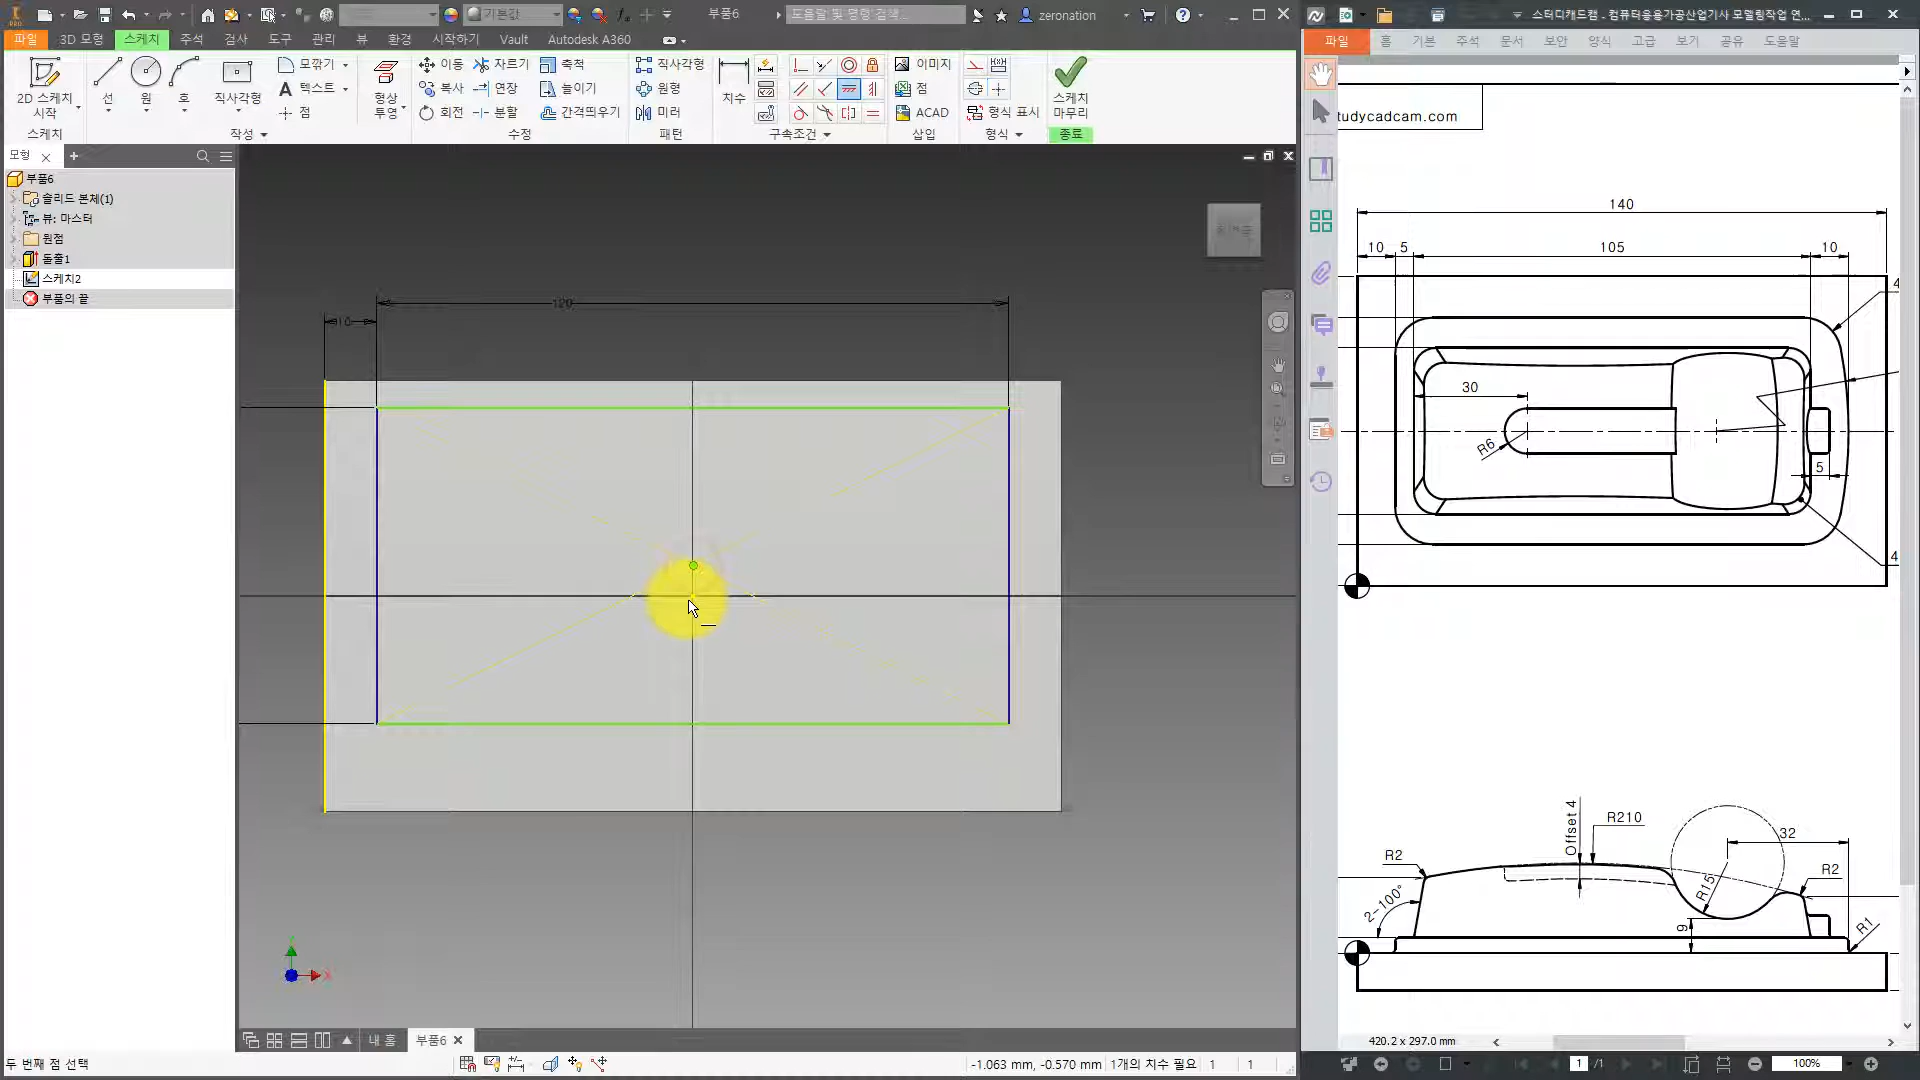 기본값
부품6
도움말 및 명령 검색...
zeronation
파일
3D 모형
스케치
주석
검사
도구
관리
뷰
환경
시작하기
Vault
Autodesk A360
2D 스케치
시작
선
원
호
직사각형
모깎기
텍스트
점
형상
투영
이동
자르기
축척
복사
연장
늘이기
회전
분할
간격띄우기
직사각형
원형
미러
치수
이미지
점
ACAD
형식 표시
스케치
마무리
스케치
작성
수정
패턴
구속조건
삽입
형식
종료
모형
부품6
솔리드 본체(1)
뷰: 마스터
원점
돌출1
스케치2
부품의 끝
120
10
X
내 홈
부품6
두 번째 점 선택
-1.063 mm, -0.570 mm
1개의 치수 필요
1
1
스터디캐드캠 - 컴퓨터응용가공산업기사 모델링작업 연...
파일
홈
기본
주석
문서
보안
양식
고급
보기
공유
도움말
tudycadcam.com
140
10
5
105
10
4
30
R6
5
4
Offset 4
R210
32
R2
R2
R15
2-100°
9
R1
420.2 x 297.0 mm
1
/1
100%